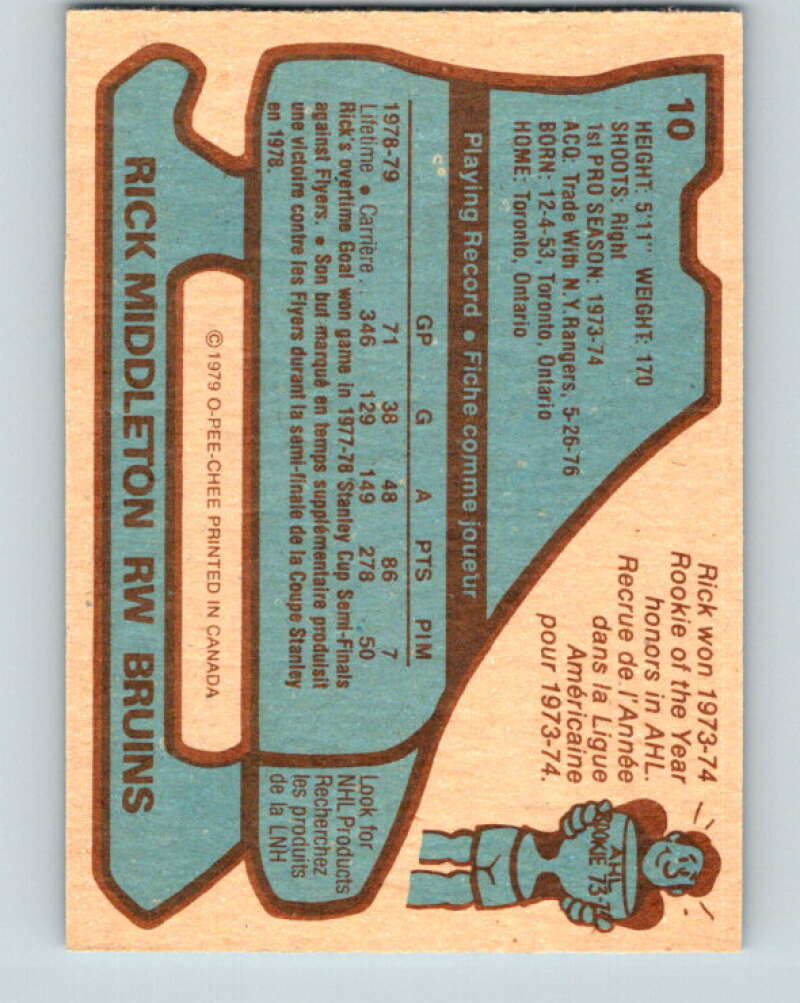 10
HEIGHT: 5'11" WEIGHT: 170
SHOOTS: Right
1st PRO SEASON: 1973-74
ACQ: Trade With N.Y. Rangers, 5-26-76
BORN: 12-4-53, Toronto, Ontario
HOME: Toronto, Ontario
Playing Record • Fiche comme joueur
GP G A PTS PIM
1978-79 71 38 48 86 7
Lifetime • Carrière .. 346 129 149 278 50
Rick's overtime Goal won game in 1977-78 Stanley Cup Semi-Finals
against Flyers. • Son but marqué en temps supplémentaire produisit
une victoire contre les Flyers durant la semi-finale de la Coupe Stanley
en 1978.
Rick won 1973-74
Rookie of the Year
honors in AHL.
Recrue de l'Année
dans la Ligue
Américaine
pour 1973-74.
AHL
ROOKIE 73-74
Look for
NHL Products
Recherchez
les produits
de la LNH
©1979 O-PEE-CHEE PRINTED IN CANADA
RICK MIDDLETON RW BRUINS